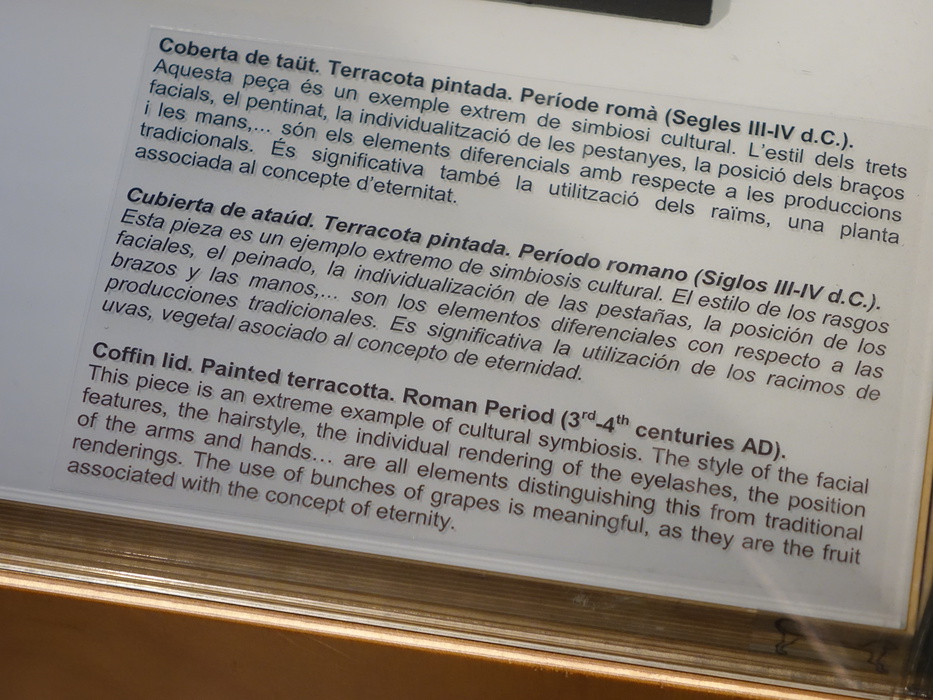 Coberta de taüt. Terracota pintada. Període romà (Segles III-IV d.C.).
Aquesta peça és un exemple extrem de simbiosi cultural. L'estil dels trets
facials, el pentinat, la individualització de les pestanyes, la posició dels braços
i les mans,... són els elements diferencials amb respecte a les produccions
tradicionals. És significativa també la utilització dels raïms, una planta
associada al concepte d'eternitat.
Cubierta de ataúd. Terracota pintada. Período romano (Siglos III-IV d.C.).
Esta pieza es un ejemplo extremo de simbiosis cultural. El estilo de los rasgos
faciales, el peinado, la individualización de las pestañas, la posición de los
brazos y las manos,... son los elementos diferenciales con respecto a las
producciones tradicionales. Es significativa la utilización de los racimos de
uvas, vegetal asociado al concepto de eternidad.
Coffin lid. Painted terracotta. Roman Period (3rd-4th centuries AD).
This piece is an extreme example of cultural symbiosis. The style of the facial
features, the hairstyle, the individual rendering of the eyelashes, the position
of the arms and hands... are all elements distinguishing this from traditional
renderings. The use of bunches of grapes is meaningful, as they are the fruit
associated with the concept of eternity.